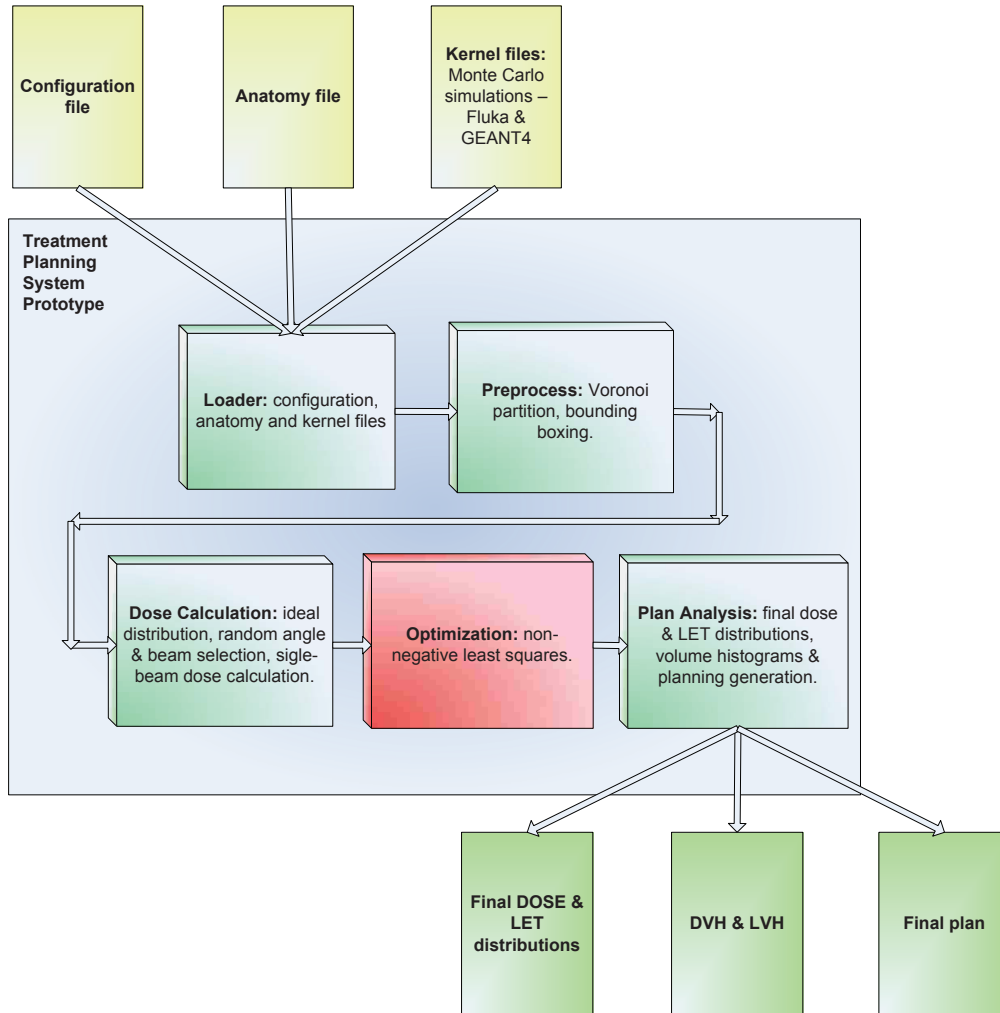 Configuration
file
Anatomy file
Kernel files:
Monte Carlo
simulations –
Fluka &
GEANT4
Treatment
Planning
System
Prototype
Loader: configuration,
anatomy and kernel files
Preprocess: Voronoi
partition, bounding
boxing.
Dose Calculation: ideal
distribution, random angle
& beam selection, sigle-
beam dose calculation.
Optimization: non-
negative least squares.
Plan Analysis: final dose
& LET distributions,
volume histograms &
planning generation.
Final DOSE &
LET
distributions
DVH & LVH
Final plan